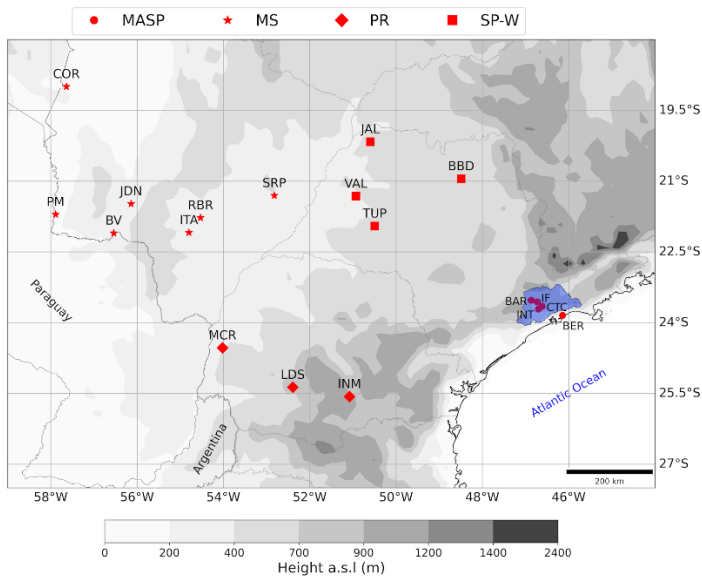 MASP MS PR SP-W
COR
19.5°S
JAL
BBD
21°S
JDN
SRP
VAL
PM
RBR
BV
ITA
TUP
22.5°S
Paraguay
BAR
IF
CTC
INT
BER
24°S
MCR
LDS
INM
Atlantic Ocean
25.5°S
Argentina
27°S
200 km
58°W 56°W 54°W 52°W 50°W 48°W 46°W
0 200 400 700 900 1200 1400 2400
Height a.s.l (m)